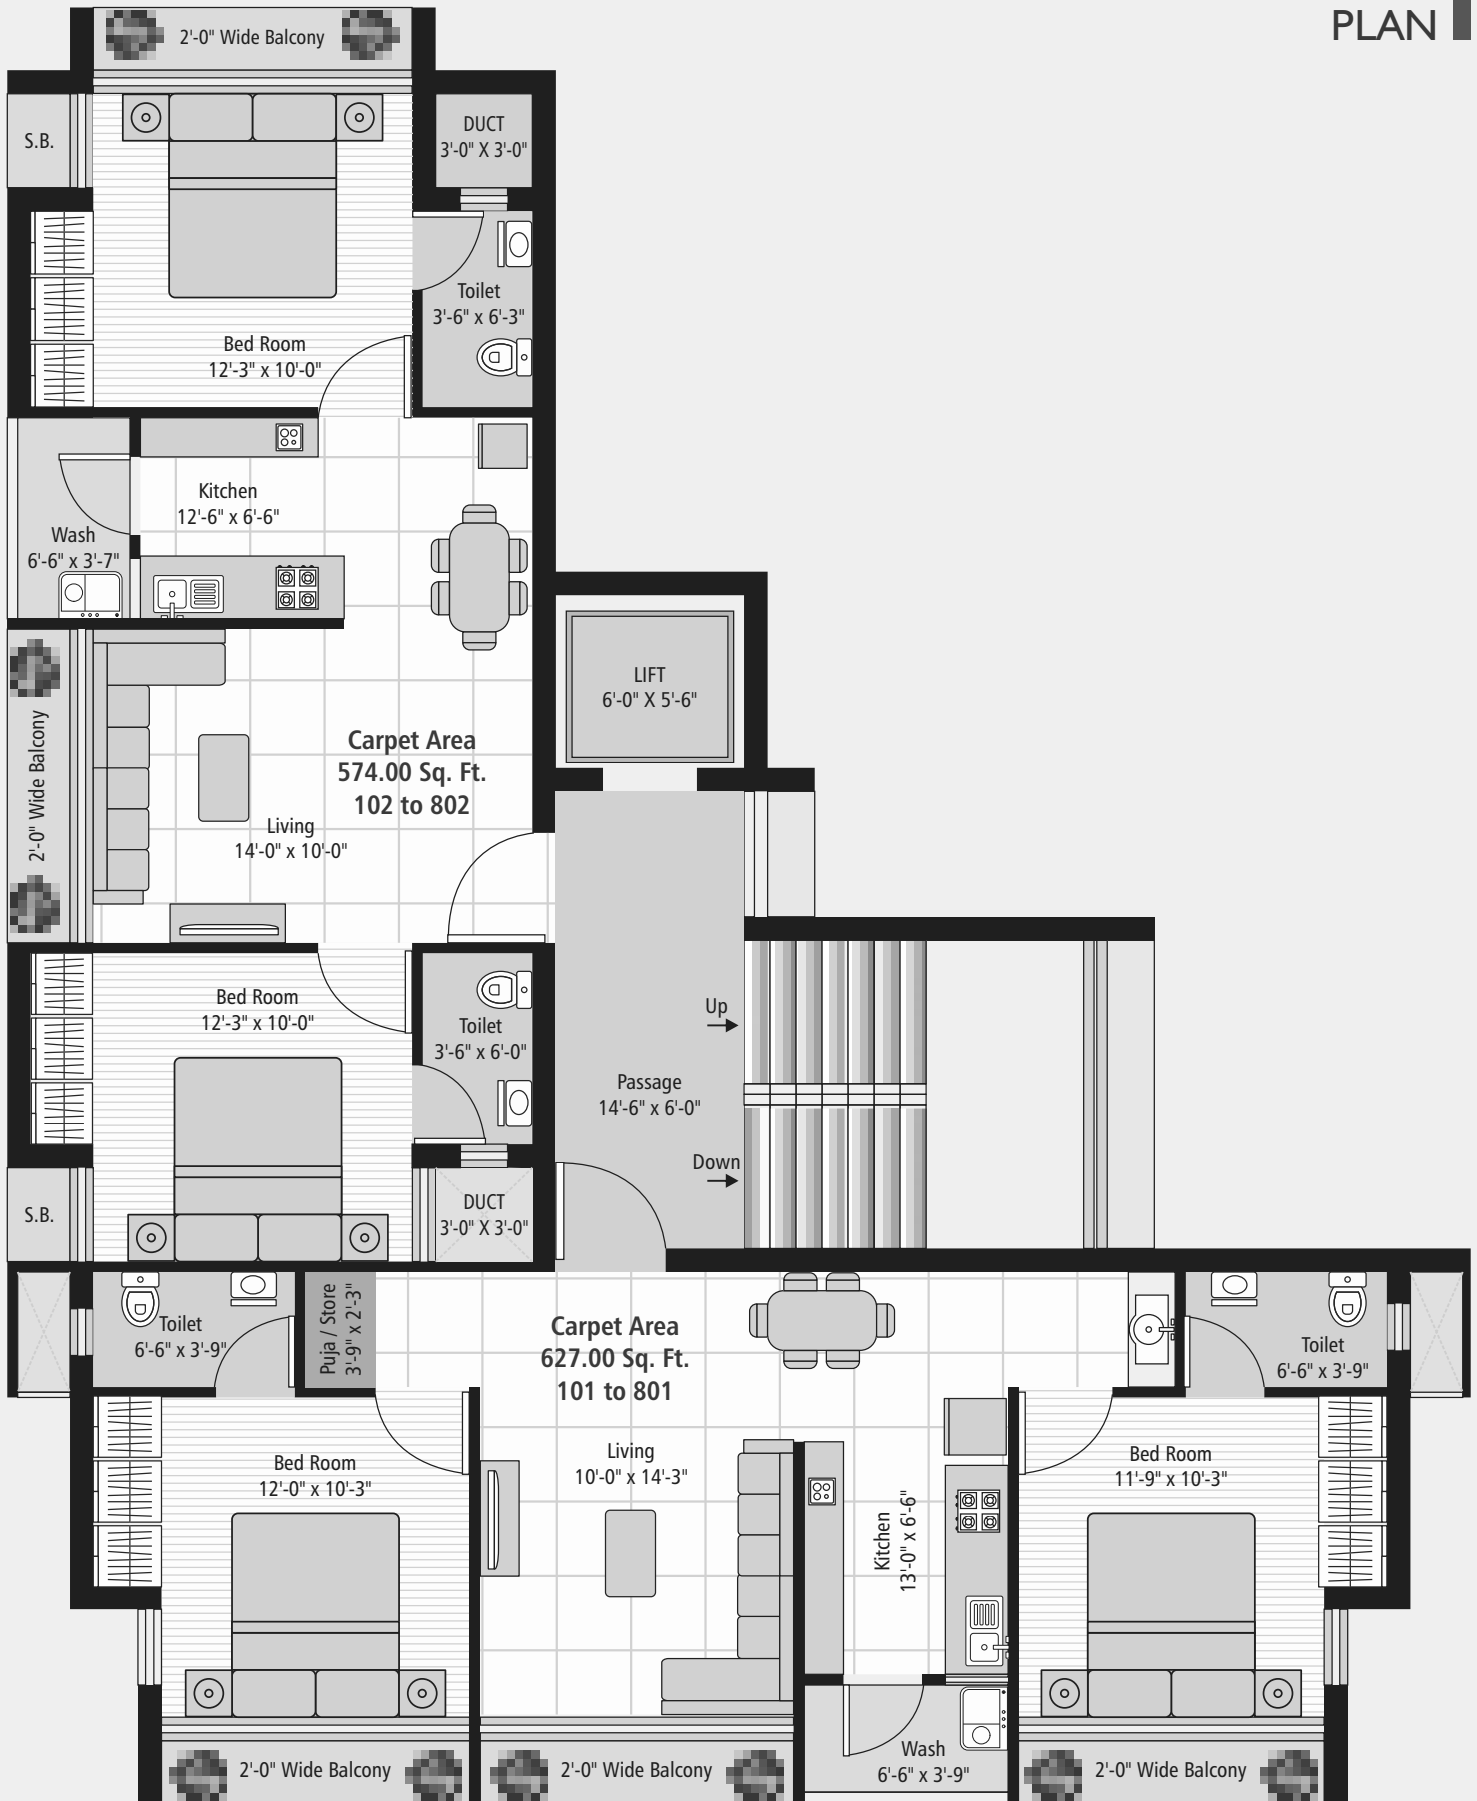 PLAN
2'-0" Wide Balcony
S.B.
DUCT
3'-0" X 3'-0"
Toilet
3'-6" x 6'-3"
Bed Room
12'-3" x 10'-0"
Kitchen
12'-6" x 6'-6"
Wash
6'-6" x 3'-7"
LIFT
6'-0" X 5'-6"
2'-0" Wide Balcony
Carpet Area
574.00 Sq. Ft.
102 to 802
Living
14'-0" x 10'-0"
Bed Room
12'-3" x 10'-0"
Toilet
3'-6" x 6'-0"
Up
Passage
14'-6" x 6'-0"
Down
S.B.
DUCT
3'-0" X 3'-0"
Toilet
6'-6" x 3'-9"
Puja / Store
3'-9" x 2'-3"
Carpet Area
627.00 Sq. Ft.
101 to 801
Toilet
6'-6" x 3'-9"
Bed Room
12'-0" x 10'-3"
Living
10'-0" x 14'-3"
Kitchen
13'-0" x 6'-6"
Bed Room
11'-9" x 10'-3"
2'-0" Wide Balcony
2'-0" Wide Balcony
Wash
6'-6" x 3'-9"
2'-0" Wide Balcony